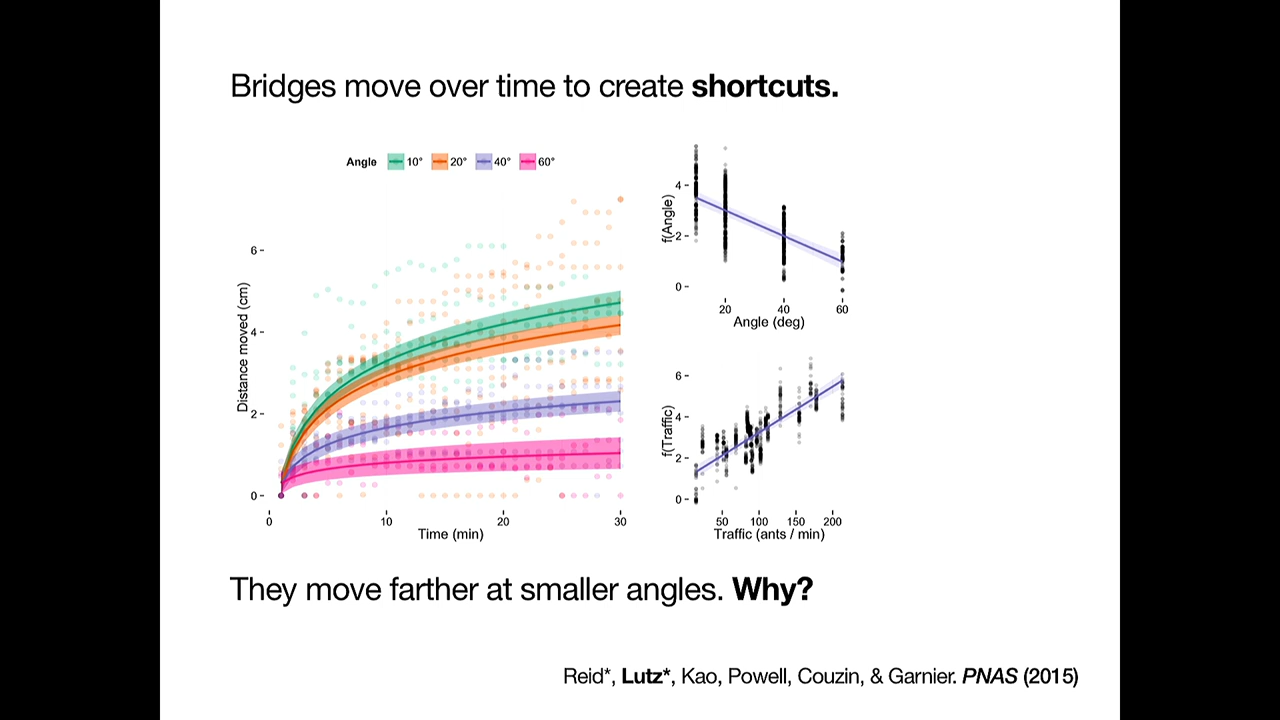 Bridges move over time to create shortcuts.
Angle 10° 20° 40° 60°
Distance moved (cm)
6
4
2
0
0 10 20 30
Time (min)
f(Angle)
4
2
0
20 40 60
Angle (deg)
f(Traffic)
6
4
2
0
50 100 150 200
Traffic (ants / min)
They move farther at smaller angles. Why?
Reid*, Lutz*, Kao, Powell, Couzin, & Garnier. PNAS (2015)